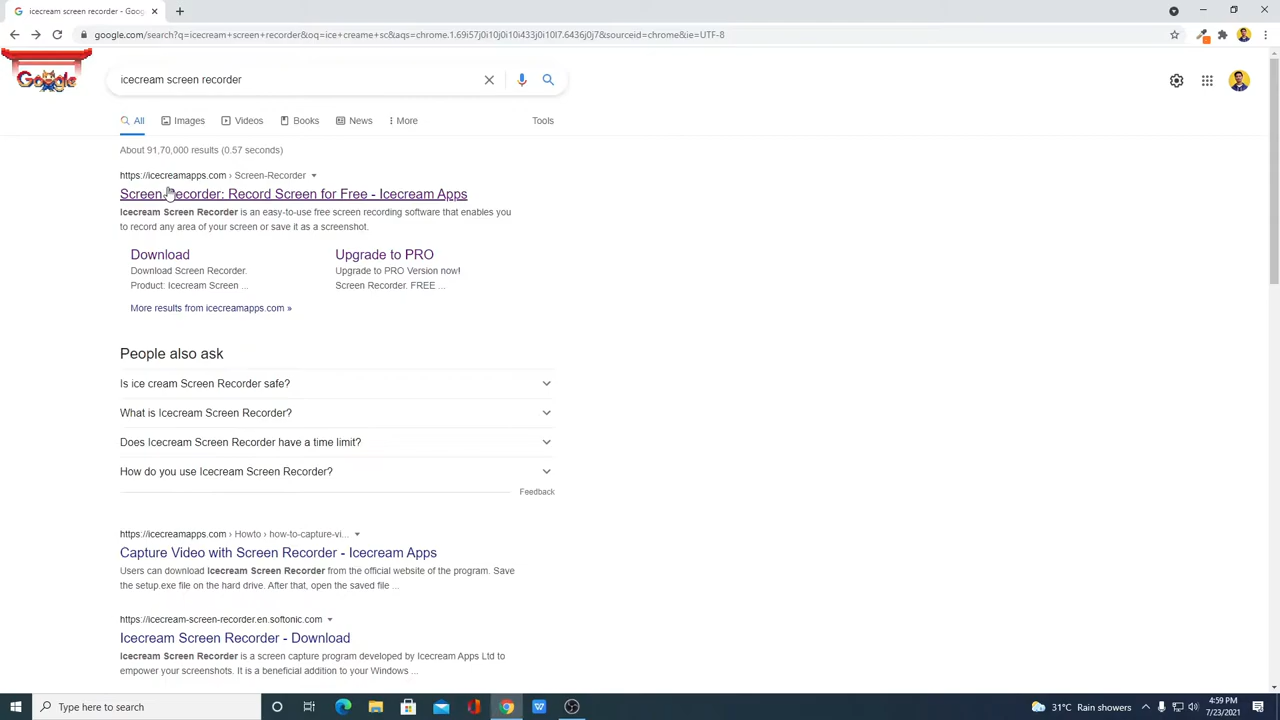 icecream screen recorder - Google
google.com/search?q=icecream+screen+recorder&oq=ice+creame+sc&aqs=chrome.1.69i57j0i10j0i10i433j0i10l7.6436j0j7&sourceid=chrome&ie=UTF-8
Google
icecream screen recorder
All Images Videos Books News More Tools
About 91,70,000 results (0.57 seconds)
https://icecreamapps.com › Screen-Recorder
Screen Recorder: Record Screen for Free - Icecream Apps
Icecream Screen Recorder is an easy-to-use free screen recording software that enables you
to record any area of your screen or save it as a screenshot.
Download
Download Screen Recorder.
Product: Icecream Screen ...
Upgrade to PRO
Upgrade to PRO Version now!
Screen Recorder. FREE ...
More results from icecreamapps.com »
People also ask
Is ice cream Screen Recorder safe?
What is Icecream Screen Recorder?
Does Icecream Screen Recorder have a time limit?
How do you use Icecream Screen Recorder?
Feedback
https://icecreamapps.com › Howto › how-to-capture-vi...
Capture Video with Screen Recorder - Icecream Apps
Users can download Icecream Screen Recorder from the official website of the program. Save
the setup.exe file on the hard drive. After that, open the saved file ...
https://icecream-screen-recorder.en.softonic.com
Icecream Screen Recorder - Download
Icecream Screen Recorder is a screen capture program developed by Icecream Apps Ltd to
empower your screenshots. It is a beneficial addition to your Windows ...
Type here to search
31°C Rain showers
4:59 PM
7/23/2021